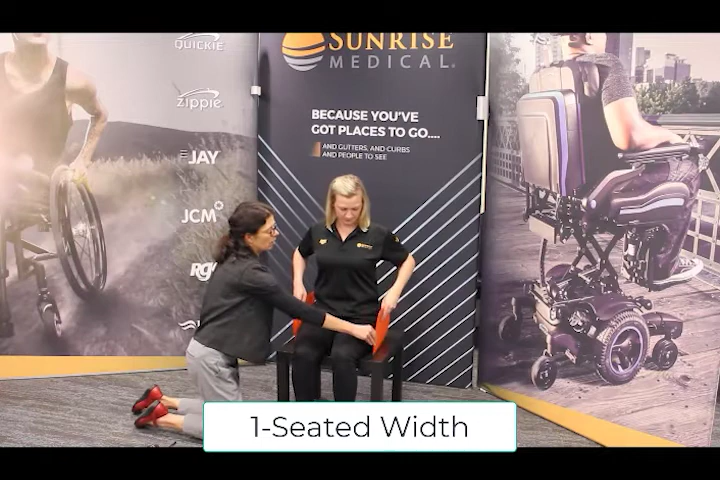 QUICKIE
zippie
JAY
JCM
RGK
SUNRISE
MEDICAL.
BECAUSE YOU'VE
GOT PLACES TO GO....
AND GUTTERS, AND CURBS
AND PEOPLE TO SEE
1-Seated Width